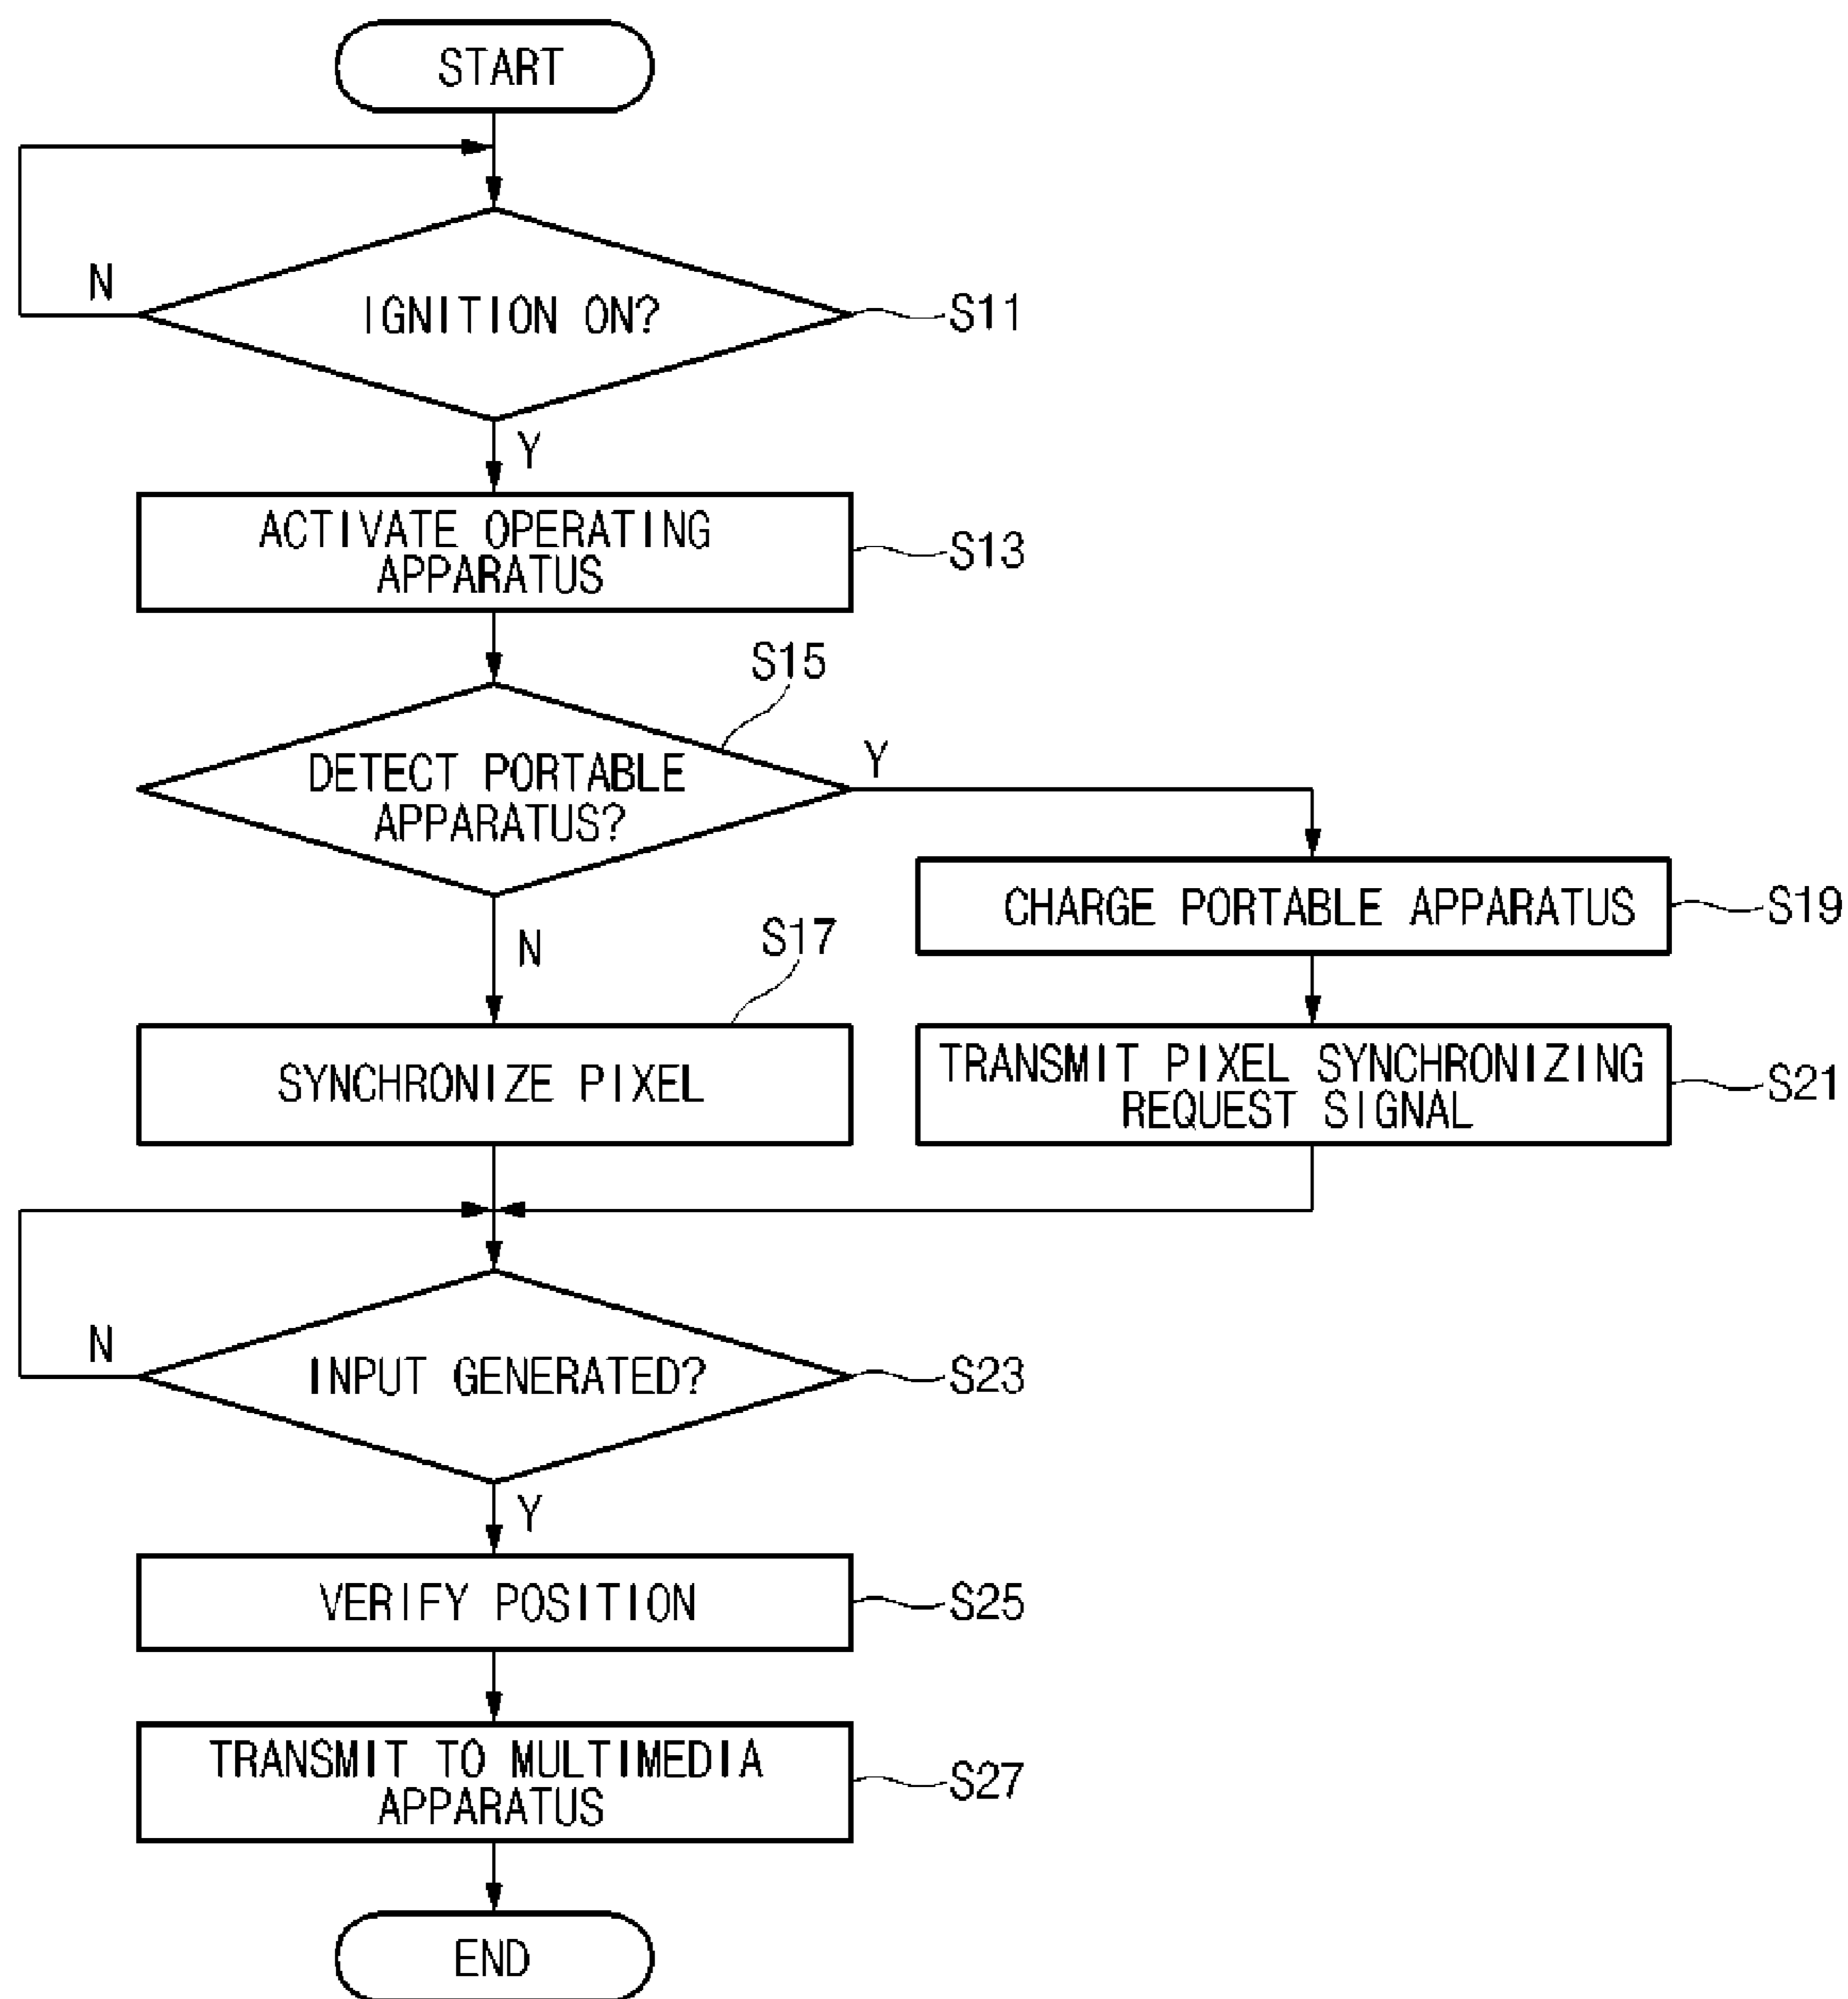 START
N
IGNITION ON?
S11
Y
ACTIVATE OPERATING
APPARATUS
S13
S15
DETECT PORTABLE
APPARATUS?
Y
N
CHARGE PORTABLE APPARATUS
S19
S17
SYNCHRONIZE PIXEL
TRANSMIT PIXEL SYNCHRONIZING
REQUEST SIGNAL
S21
N
INPUT GENERATED?
S23
Y
VERIFY POSITION
S25
TRANSMIT TO MULTIMEDIA
APPARATUS
S27
END